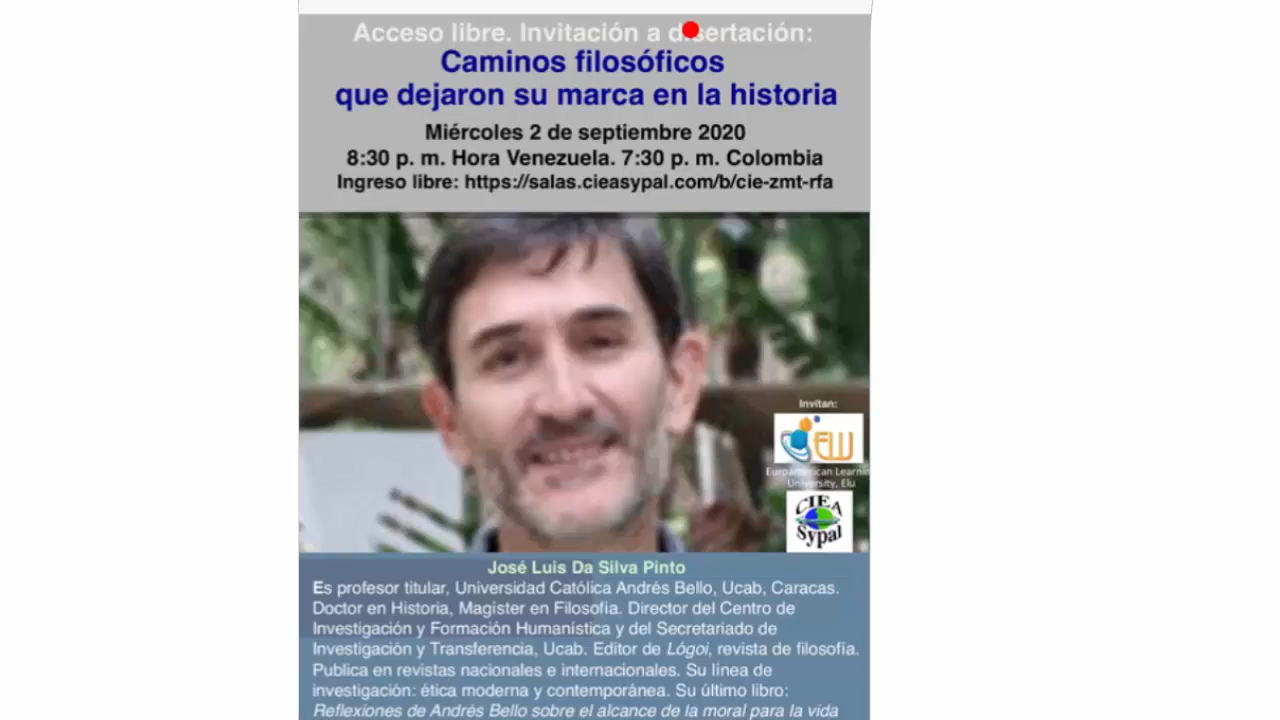 Acceso libre. Invitación a disertación:
Caminos filosóficos
que dejaron su marca en la historia
Miércoles 2 de septiembre 2020
8:30 p. m. Hora Venezuela. 7:30 p. m. Colombia
Ingreso libre: https://salas.cieasypal.com/b/cie-zmt-rfa
Invitan:
ELU
Euroamerican Learnin
University, Elu
CIEA
Sypal
José Luis Da Silva Pinto
Es profesor titular, Universidad Católica Andrés Bello, Ucab, Caracas.
Doctor en Historia, Magíster en Filosofía. Director del Centro de
Investigación y Formación Humanística y del Secretariado de
Investigación y Transferencia, Ucab. Editor de Lógoi, revista de filosofía.
Publica en revistas nacionales e internacionales. Su línea de
investigación: ética moderna y contemporánea. Su último libro:
Reflexiones de Andrés Bello sobre el alcance de la moral para la vida